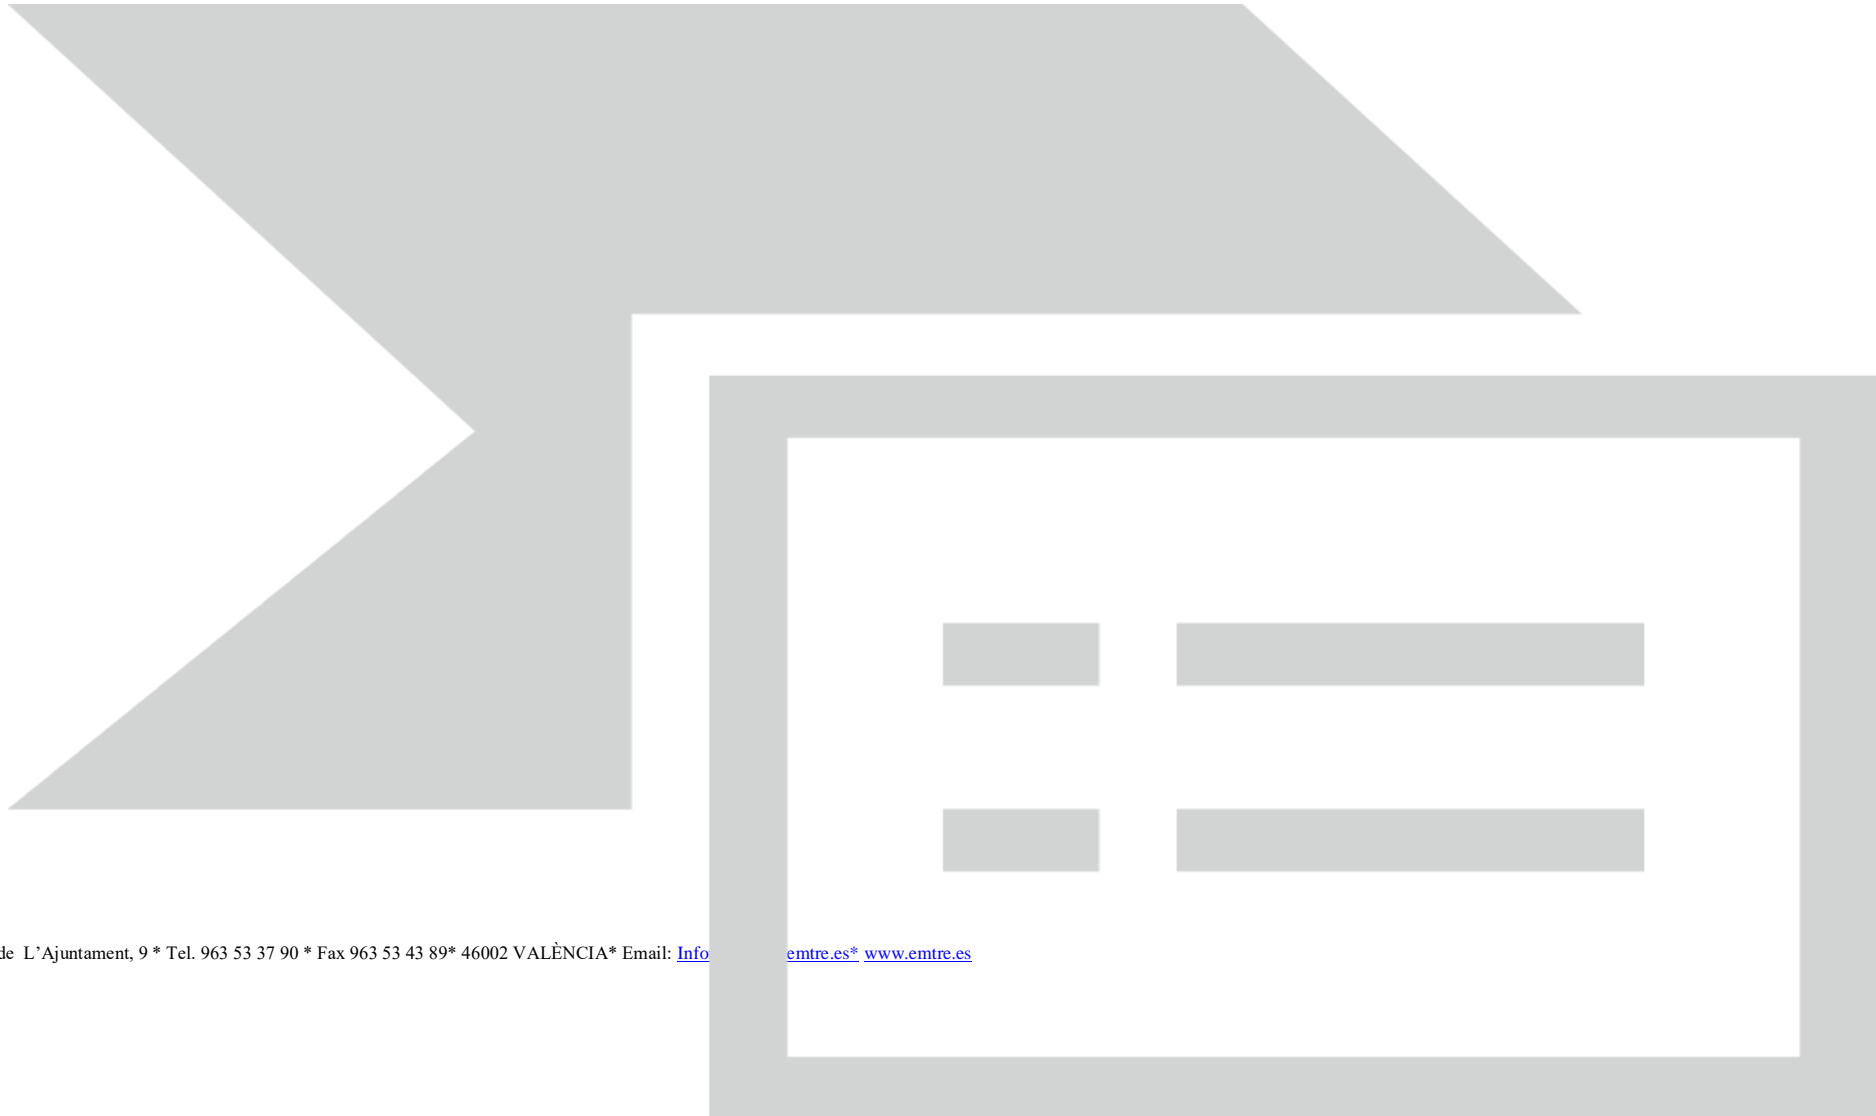 de L’Ajuntament, 9 * Tel. 963 53 37 90 * Fax 963 53 43 89* 46002 VALÈNCIA* Email: Info emtre.es* www.emtre.es